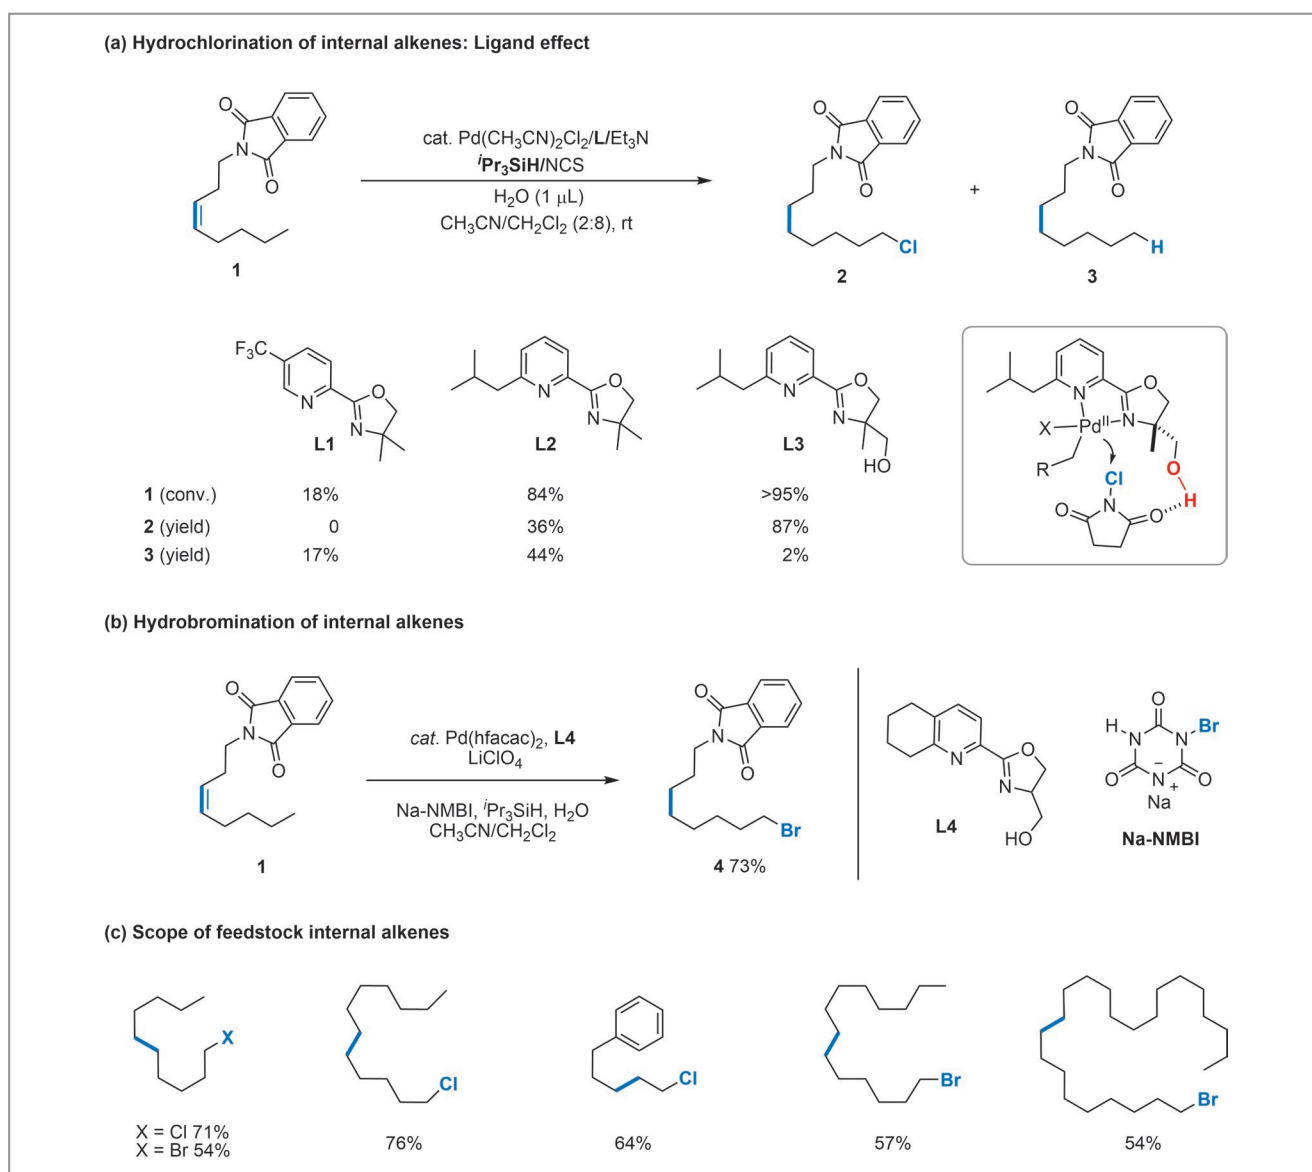 (a) Hydrochlorination of internal alkenes: Ligand effect
O
N
O
1
cat. Pd(CH₃CN)₂Cl₂/L/Et₃N
ⁱPr₃SiH/NCS
H₂O (1 μL)
CH₃CN/CH₂Cl₂ (2:8), rt
O
N
O
Cl
2
+
O
N
O
H
3
F₃C
N
O
N
L1
N
O
N
L2
N
O
N
HO
L3
N
O
N
X
Pdᴵᴵ
R
Cl
O
H
N
O
O
1 (conv.) 18% 84% >95%
2 (yield) 0 36% 87%
3 (yield) 17% 44% 2%
(b) Hydrobromination of internal alkenes
O
N
O
1
cat. Pd(hfacac)₂, L4
LiClO₄
Na-NMBI, ⁱPr₃SiH, H₂O
CH₃CN/CH₂Cl₂
O
N
O
Br
4 73%
N
O
N
HO
L4
O
H
N
N
Br
O
N
−
+
O
Na
Na-NMBI
(c) Scope of feedstock internal alkenes
X
X = Cl 71%
X = Br 54%
Cl
76%
Cl
64%
Br
57%
Br
54%